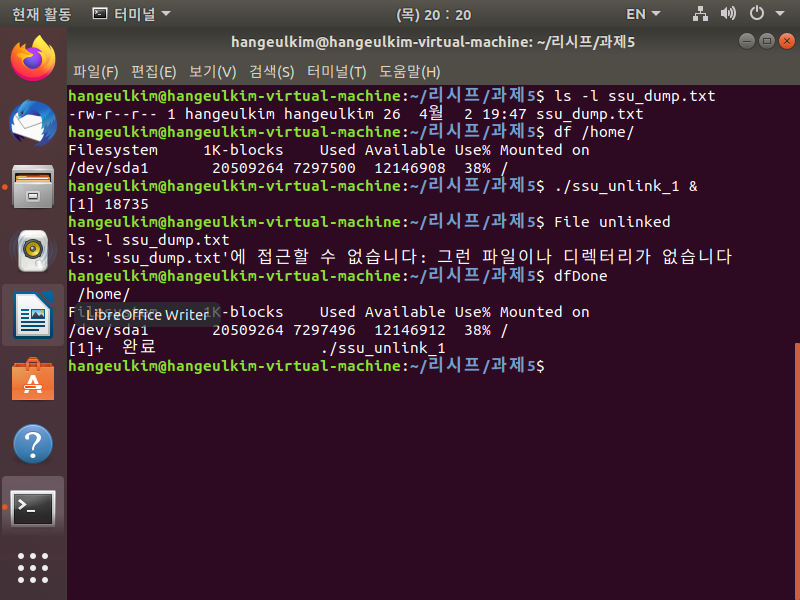 현재 활동 터미널 (목) 20 : 20 EN
hangeulkim@hangeulkim-virtual-machine: ~/리시프/과제5
파일(F) 편집(E) 보기(V) 검색(S) 터미널(T) 도움말(H)
hangeulkim@hangeulkim-virtual-machine:~/리시프/과제5$ ls -l ssu_dump.txt
-rw-r--r-- 1 hangeulkim hangeulkim 26  4월  2 19:47 ssu_dump.txt
hangeulkim@hangeulkim-virtual-machine:~/리시프/과제5$ df /home/
Filesystem     1K-blocks    Used Available Use% Mounted on
/dev/sda1       20509264 7297500  12146908  38% /
hangeulkim@hangeulkim-virtual-machine:~/리시프/과제5$ ./ssu_unlink_1 &
[1] 18735
hangeulkim@hangeulkim-virtual-machine:~/리시프/과제5$ File unlinked
ls -l ssu_dump.txt
ls: 'ssu_dump.txt'에 접근할 수 없습니다: 그런 파일이나 디렉터리가 없습니다
hangeulkim@hangeulkim-virtual-machine:~/리시프/과제5$ dfDone
 /home/
Filesystem     1K-blocks    Used Available Use% Mounted on
LibreOffice Writer
/dev/sda1       20509264 7297496  12146912  38% /
[1]+  완료                  ./ssu_unlink_1
hangeulkim@hangeulkim-virtual-machine:~/리시프/과제5$